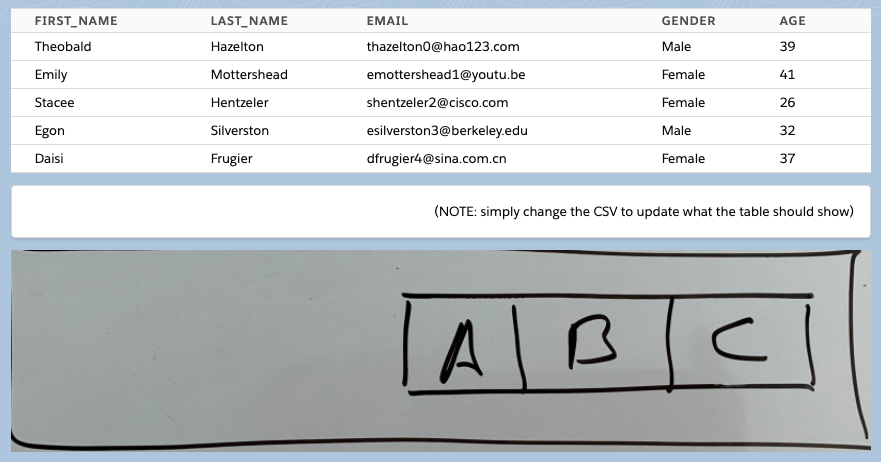 FIRST_NAME LAST_NAME EMAIL GENDER AGE
Theobald Hazelton thazelton0@hao123.com Male 39
Emily Mottershead emottershead1@youtu.be Female 41
Stacee Hentzeler shentzeler2@cisco.com Female 26
Egon Silverston esilverston3@berkeley.edu Male 32
Daisi Frugier dfrugier4@sina.com.cn Female 37
(NOTE: simply change the CSV to update what the table should show)
A B C